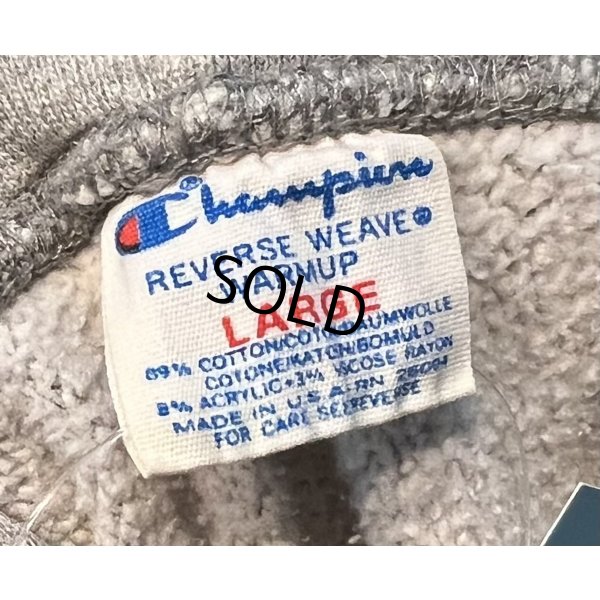 Champion
REVERSE WEAVE®
WARMUP
SOLD
LARGE
89% COTTON/COTON/BAUMWOLLE
COTONE/KATOEN/BOMULD
8% ACRYLIC • 3% VISCOSE RAYON
MADE IN U.S.A. RN 26094
FOR CARE SEE REVERSE